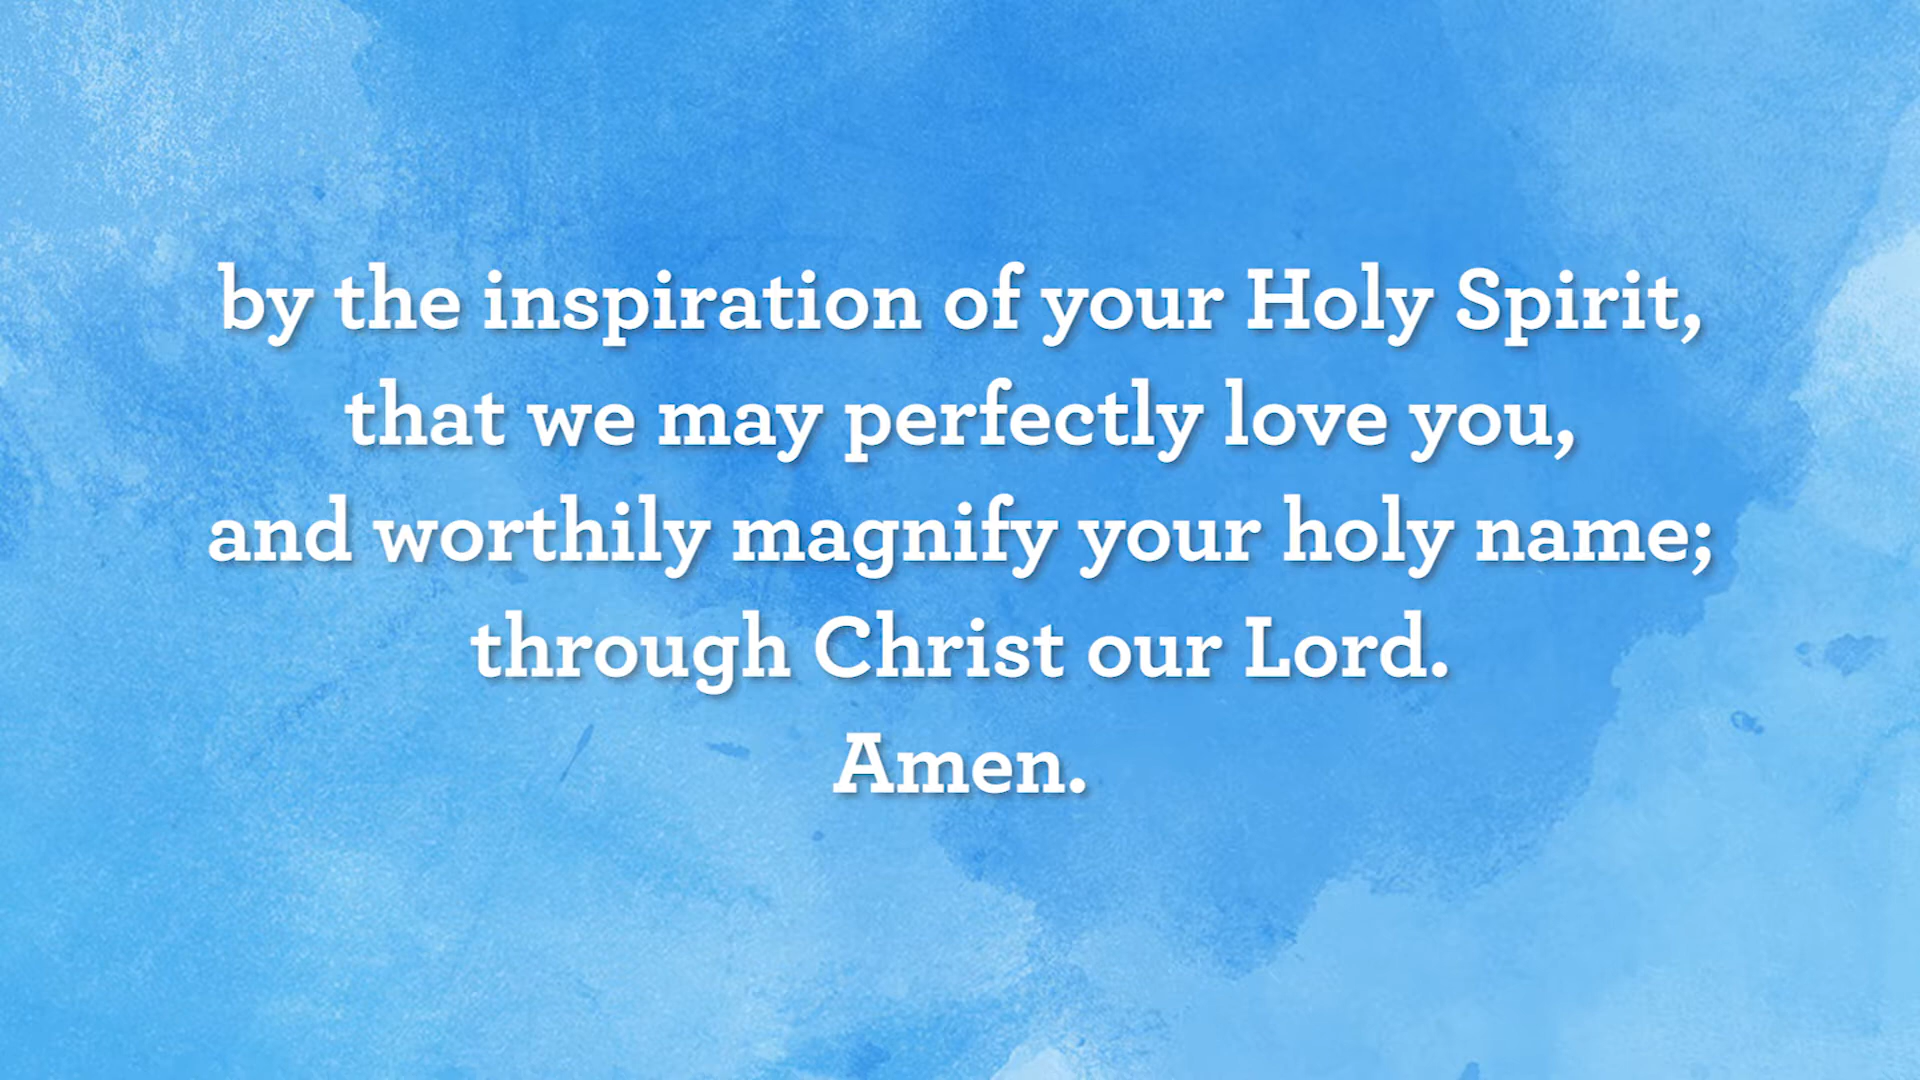 by the inspiration of your Holy Spirit,
that we may perfectly love you,
and worthily magnify your holy name;
through Christ our Lord.
Amen.